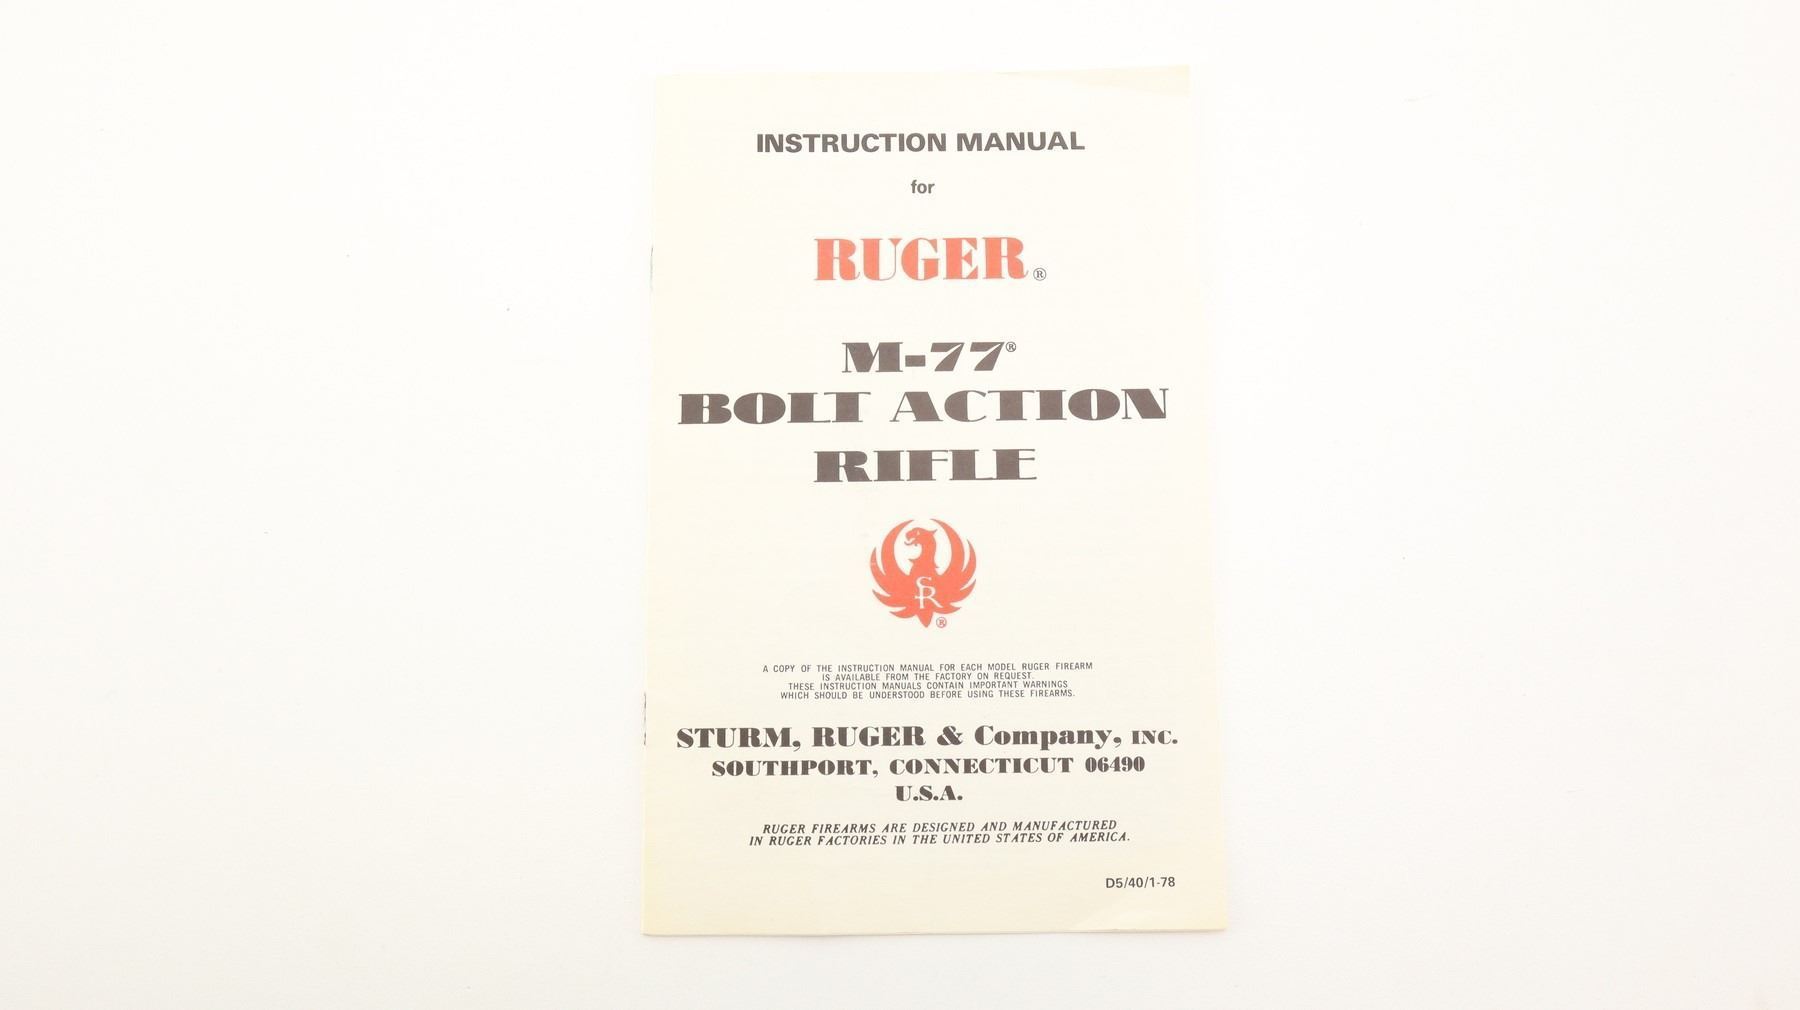 INSTRUCTION MANUAL
for
RUGER®
M-77®
BOLT ACTION
RIFLE
SR
®
A COPY OF THE INSTRUCTION MANUAL FOR EACH MODEL RUGER FIREARM
IS AVAILABLE FROM THE FACTORY ON REQUEST.
THESE INSTRUCTION MANUALS CONTAIN IMPORTANT WARNINGS
WHICH SHOULD BE UNDERSTOOD BEFORE USING THESE FIREARMS.
STURM, RUGER & Company, INC.
SOUTHPORT, CONNECTICUT 06490
U.S.A.
RUGER FIREARMS ARE DESIGNED AND MANUFACTURED
IN RUGER FACTORIES IN THE UNITED STATES OF AMERICA.
D5/40/1-78